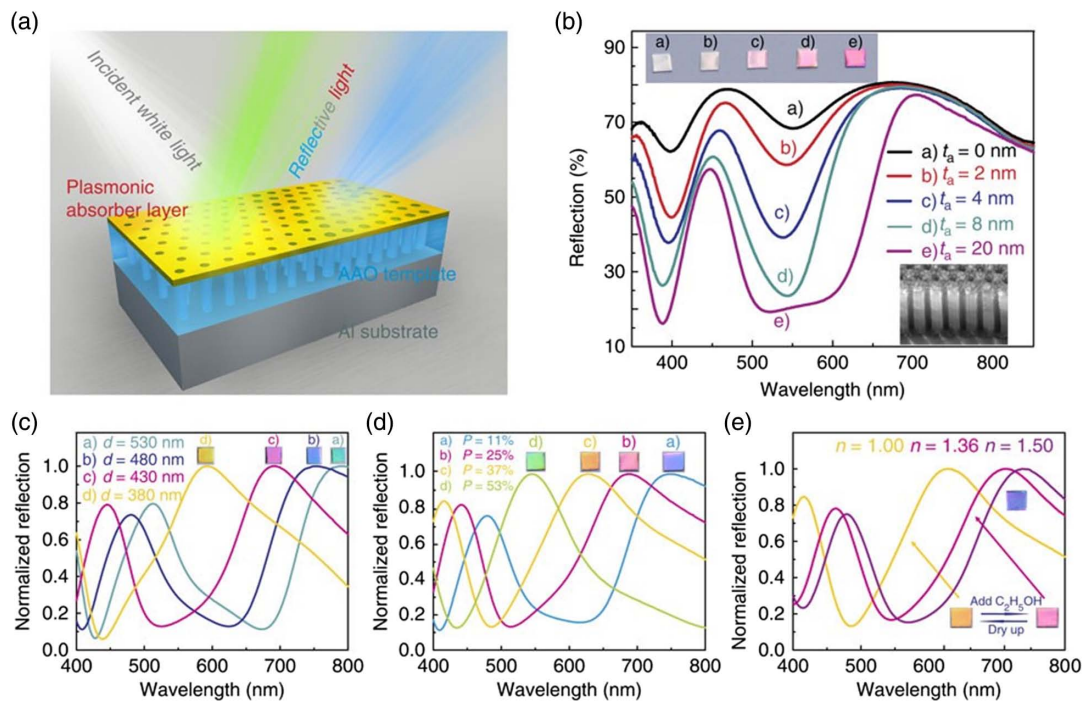 (a)
Incident white light
Reflective light
Plasmonic
absorber layer
AAO template
Al substrate
(b)
a) b) c) d) e)
90
70
50
30
10
Reflection (%)
a)
b)
c)
d)
e)
a) tₐ = 0 nm
b) tₐ = 2 nm
c) tₐ = 4 nm
d) tₐ = 8 nm
e) tₐ = 20 nm
400 500 600 700 800
Wavelength (nm)
(c)
a) d = 530 nm
b) d = 480 nm
c) d = 430 nm
d) d = 380 nm
d) c) b) a)
1.0
0.8
0.6
0.4
0.2
0.0
Normalized reflection
400 500 600 700 800
Wavelength (nm)
(d)
a) P = 11%
b) P = 25%
c) P = 37%
d) P = 53%
d) c) b) a)
1.0
0.8
0.6
0.4
0.2
0.0
Normalized reflection
400 500 600 700 800
Wavelength (nm)
(e)
n = 1.00 n = 1.36 n = 1.50
1.0
0.8
0.6
0.4
0.2
0.0
Normalized reflection
Add C₂H₅OH
Dry up
400 500 600 700 800
Wavelength (nm)